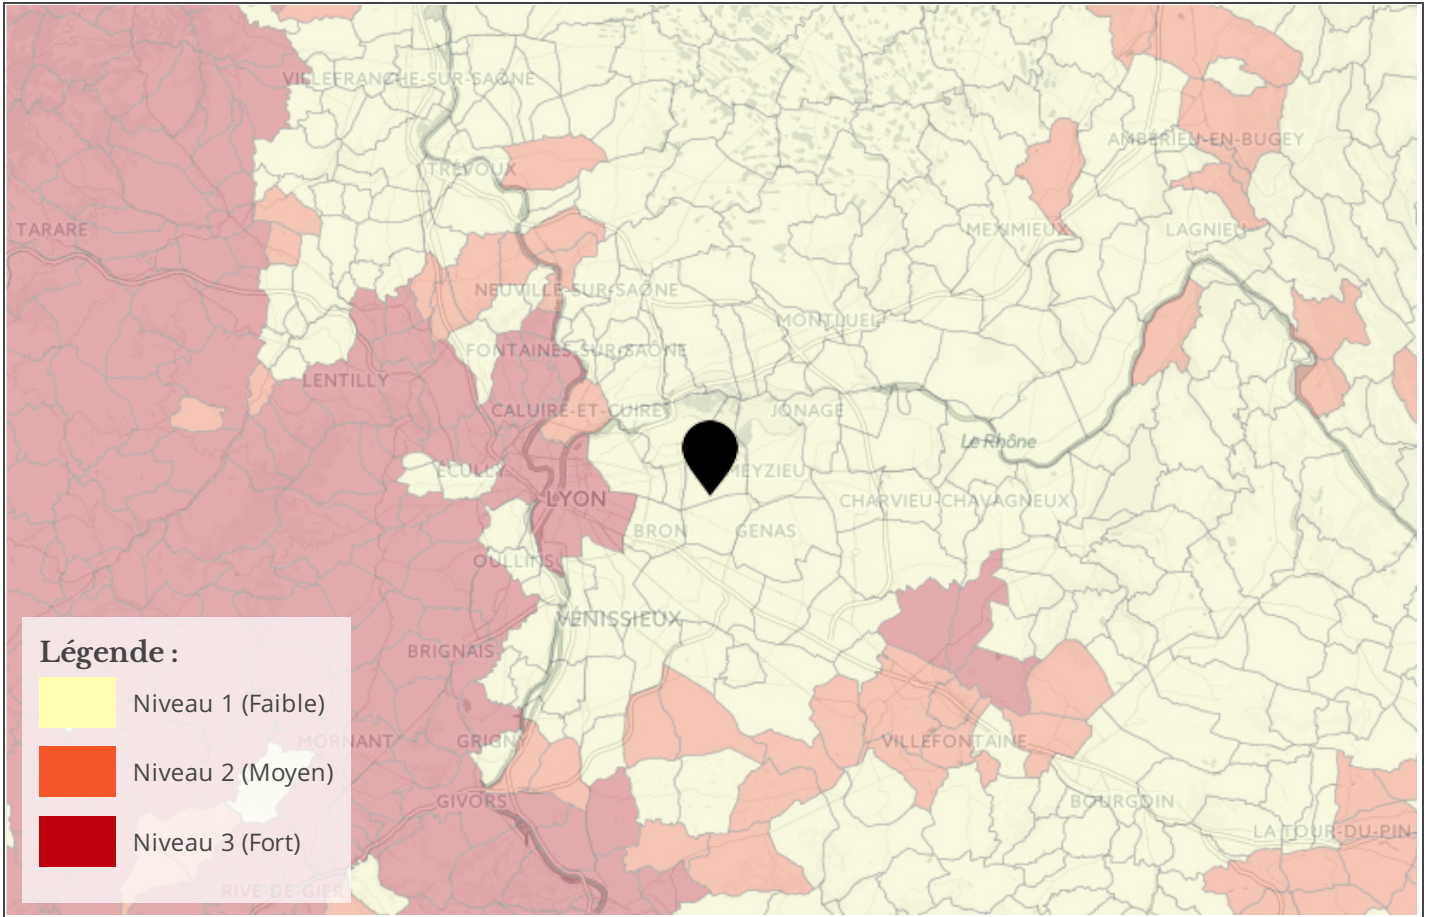 VILLEFRANCHE-SUR-SAÔNE
AMBÉRIEU-EN-BUGEY
TRÉVOUX
TARARE
MEXIMIEUX
LAGNIEU
NEUVILLE-SUR-SAÔNE
MONTLUEL
FONTAINES-SUR-SAÔNE
LENTILLY
CALUIRE-ET-CUIRE
JONAGE
Le Rhône
ÉCULLY
MEYZIEU
LYON
CHARVIEU-CHAVAGNEUX
BRON
GENAS
OULLINS
VÉNISSIEUX
BRIGNAIS
Légende :
Niveau 1 (Faible)
MORNANT
GRIGNY
VILLEFONTAINE
Niveau 2 (Moyen)
GIVORS
BOURGOIN
LA TOUR-DU-PIN
Niveau 3 (Fort)
RIVE-DE-GIER